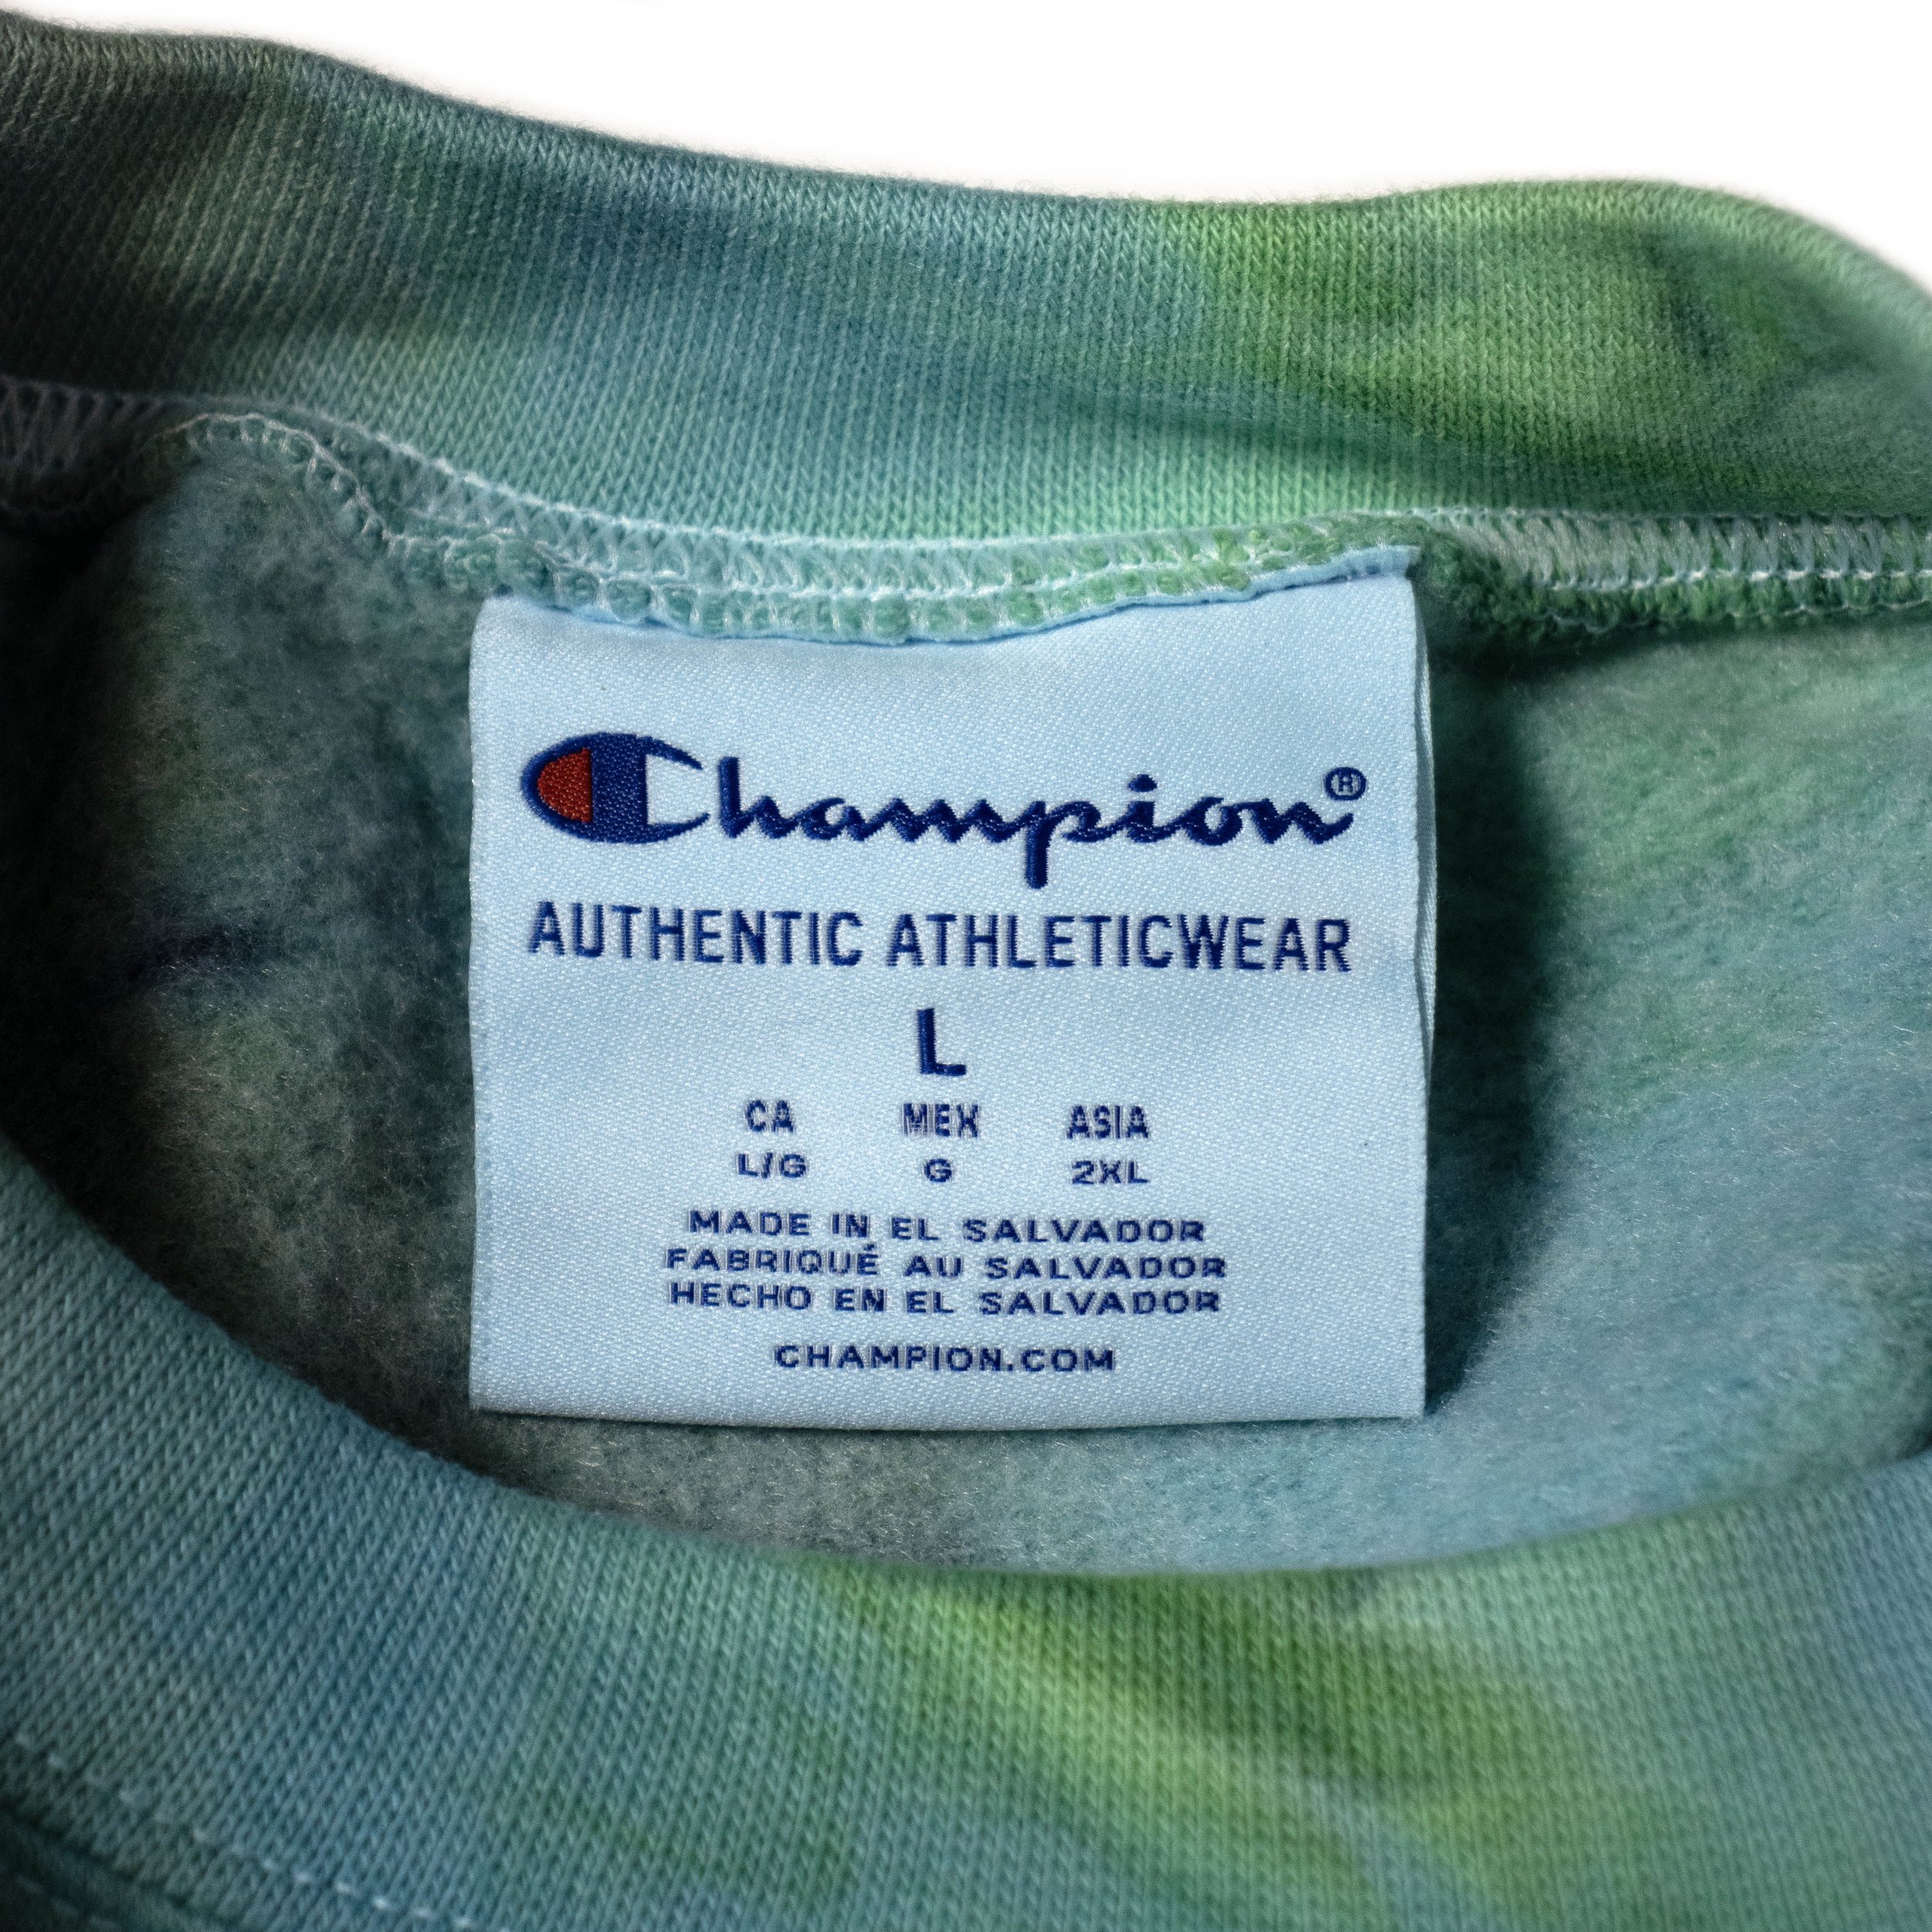 Champion®
AUTHENTIC ATHLETICWEAR
L
CA MEX ASIA
L/G G 2XL
MADE IN EL SALVADOR
FABRIQUÉ AU SALVADOR
HECHO EN EL SALVADOR
CHAMPION.COM